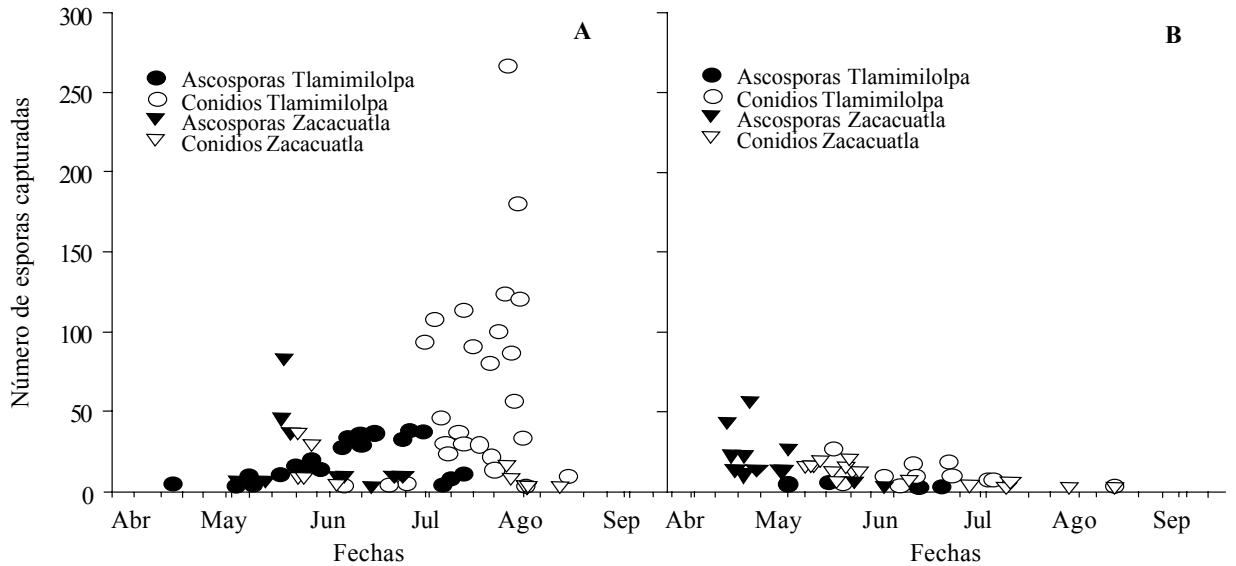 Número de esporas capturadas
300
250
200
150
100
50
0
A
Ascosporas Tlamimilolpa
Conidios Tlamimilolpa
Ascosporas Zacacuatla
Conidios Zacacuatla
Abr May Jun Jul Ago Sep
Fechas
B
Ascosporas Tlamimilolpa
Conidios Tlamimilolpa
Ascosporas Zacacuatla
Conidios Zacacuatla
Abr May Jun Jul Ago Sep
Fechas